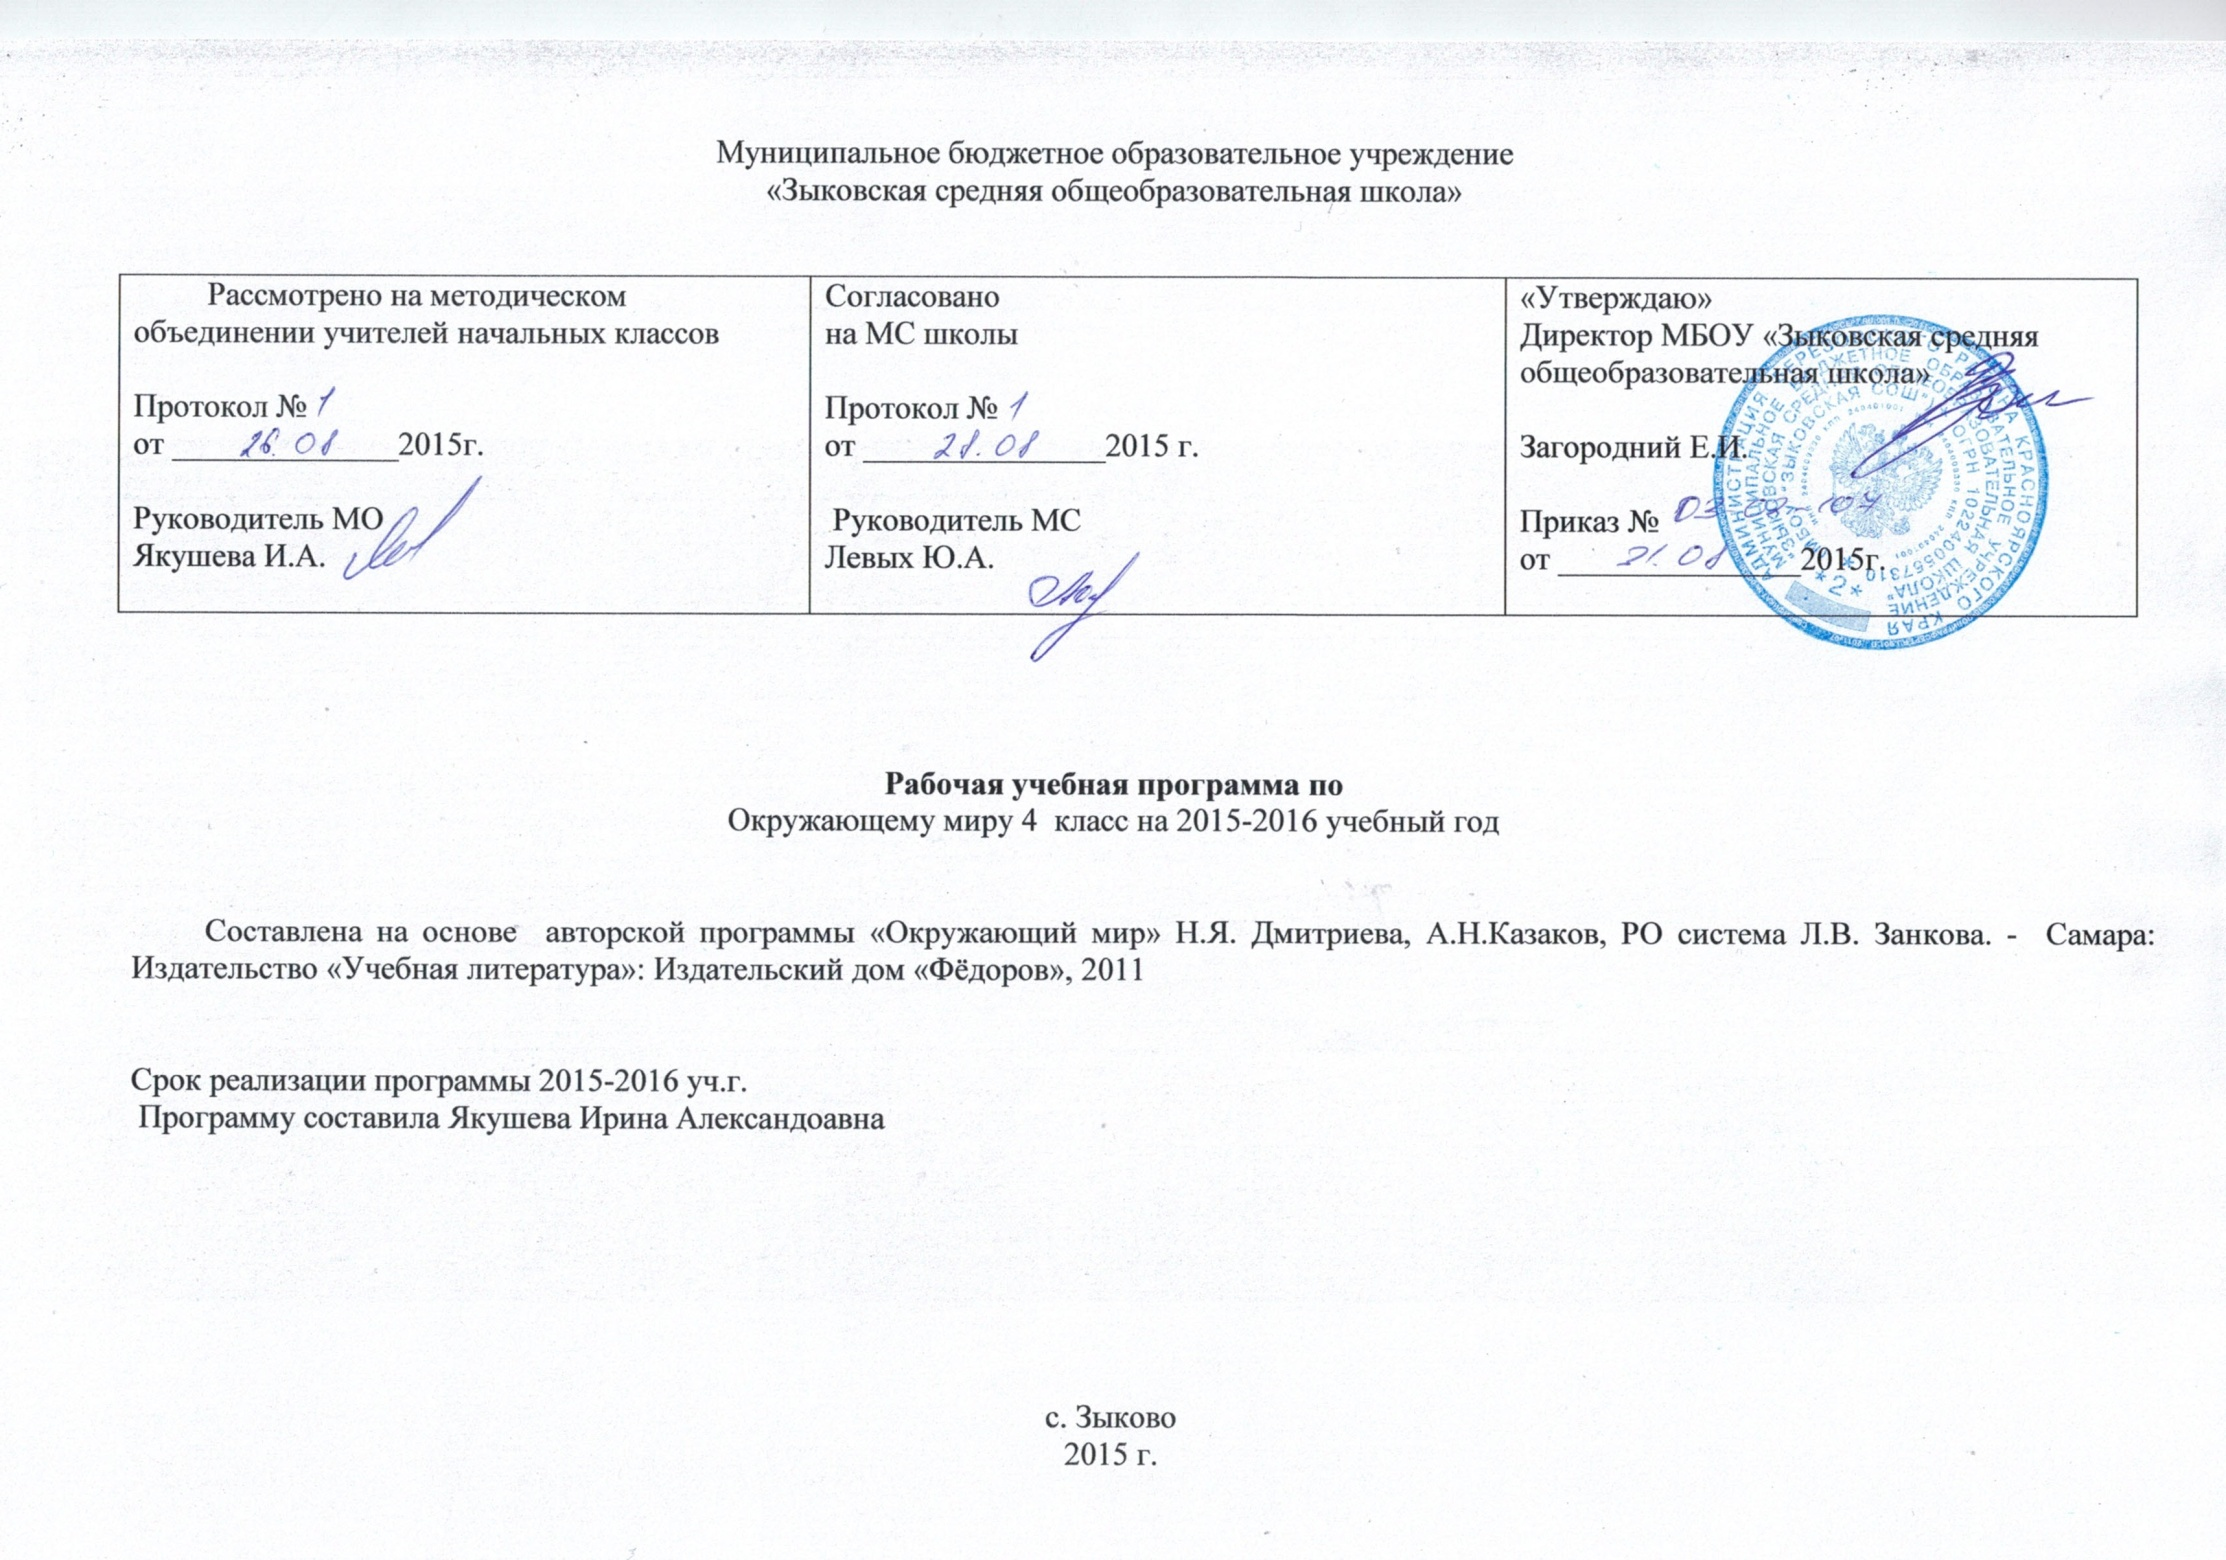 Муниципальное бюджетное образовательное учреждение
«Зыковская средняя общеобразовательная школа»
Рассмотрено на методическом
объединении учителей начальных классов
Протокол № 1
от 26.08 2015г.
Руководитель МО
Якушева И.А.
Согласовано
на МС школы
Протокол № 1
от 28.08 2015 г.
Руководитель МС
Левых Ю.А.
«Утверждаю»
Директор МБОУ «Зыковская средняя
общеобразовательная школа»
Загородний Е.И.
Приказ №
от 31.08 2015г.
Рабочая учебная программа по
Окружающему миру 4 класс на 2015-2016 учебный год
Составлена на основе авторской программы «Окружающий мир» Н.Я. Дмитриева, А.Н.Казаков, РО система Л.В. Занкова. - Самара:
Издательство «Учебная литература»: Издательский дом «Фёдоров», 2011
Срок реализации программы 2015-2016 уч.г.
Программу составила Якушева Ирина Александоавна
с. Зыково
2015 г.